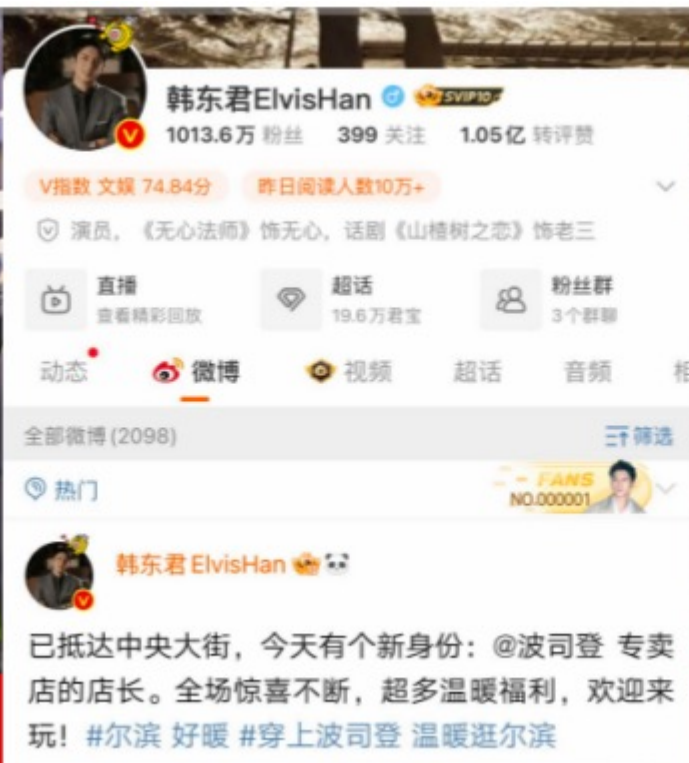 韩东君ElvisHan SVIP10
1013.6万 粉丝 399 关注 1.05亿 转评赞
V指数 文娱 74.84分 昨日阅读人数10万+
演员，《无心法师》饰无心，话剧《山楂树之恋》饰老三
直播 超话 粉丝群
查看精彩回放 19.6万君宝 3个群聊
动态 微博 视频 超话 音频
全部微博(2098) 筛选
热门 FANS
NO.000001
韩东君ElvisHan
已抵达中央大街，今天有个新身份：@波司登 专卖
店的店长。全场惊喜不断，超多温暖福利，欢迎来
玩！#尔滨 好暖 #穿上波司登 温暖逛尔滨